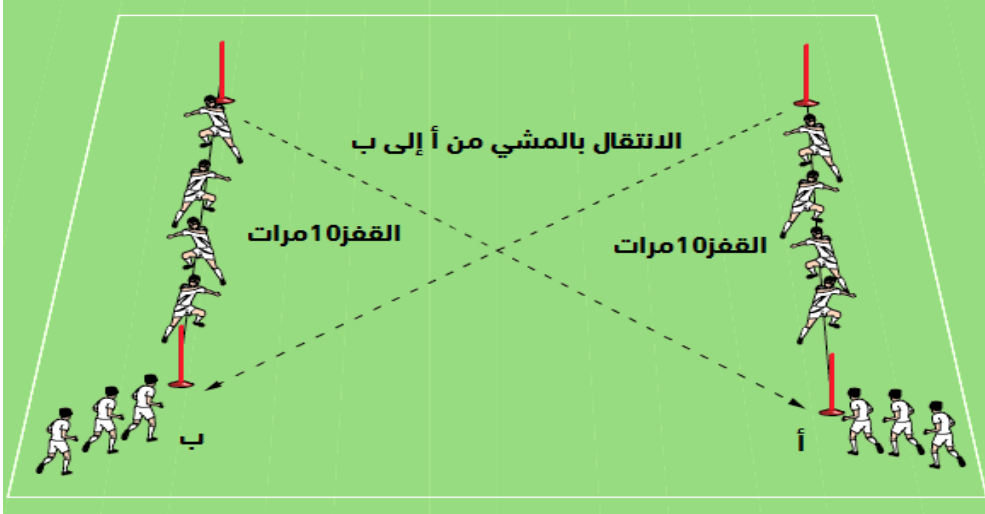 الانتقال بالمشي من أ إلى ب
القفز10مرات
القفز10مرات
أ
ب